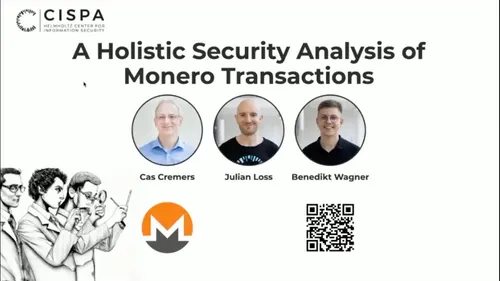 CISPA
HELMHOLTZ CENTER FOR
INFORMATION SECURITY
A Holistic Security Analysis of
Monero Transactions
Cas Cremers
Julian Loss
Benedikt Wagner